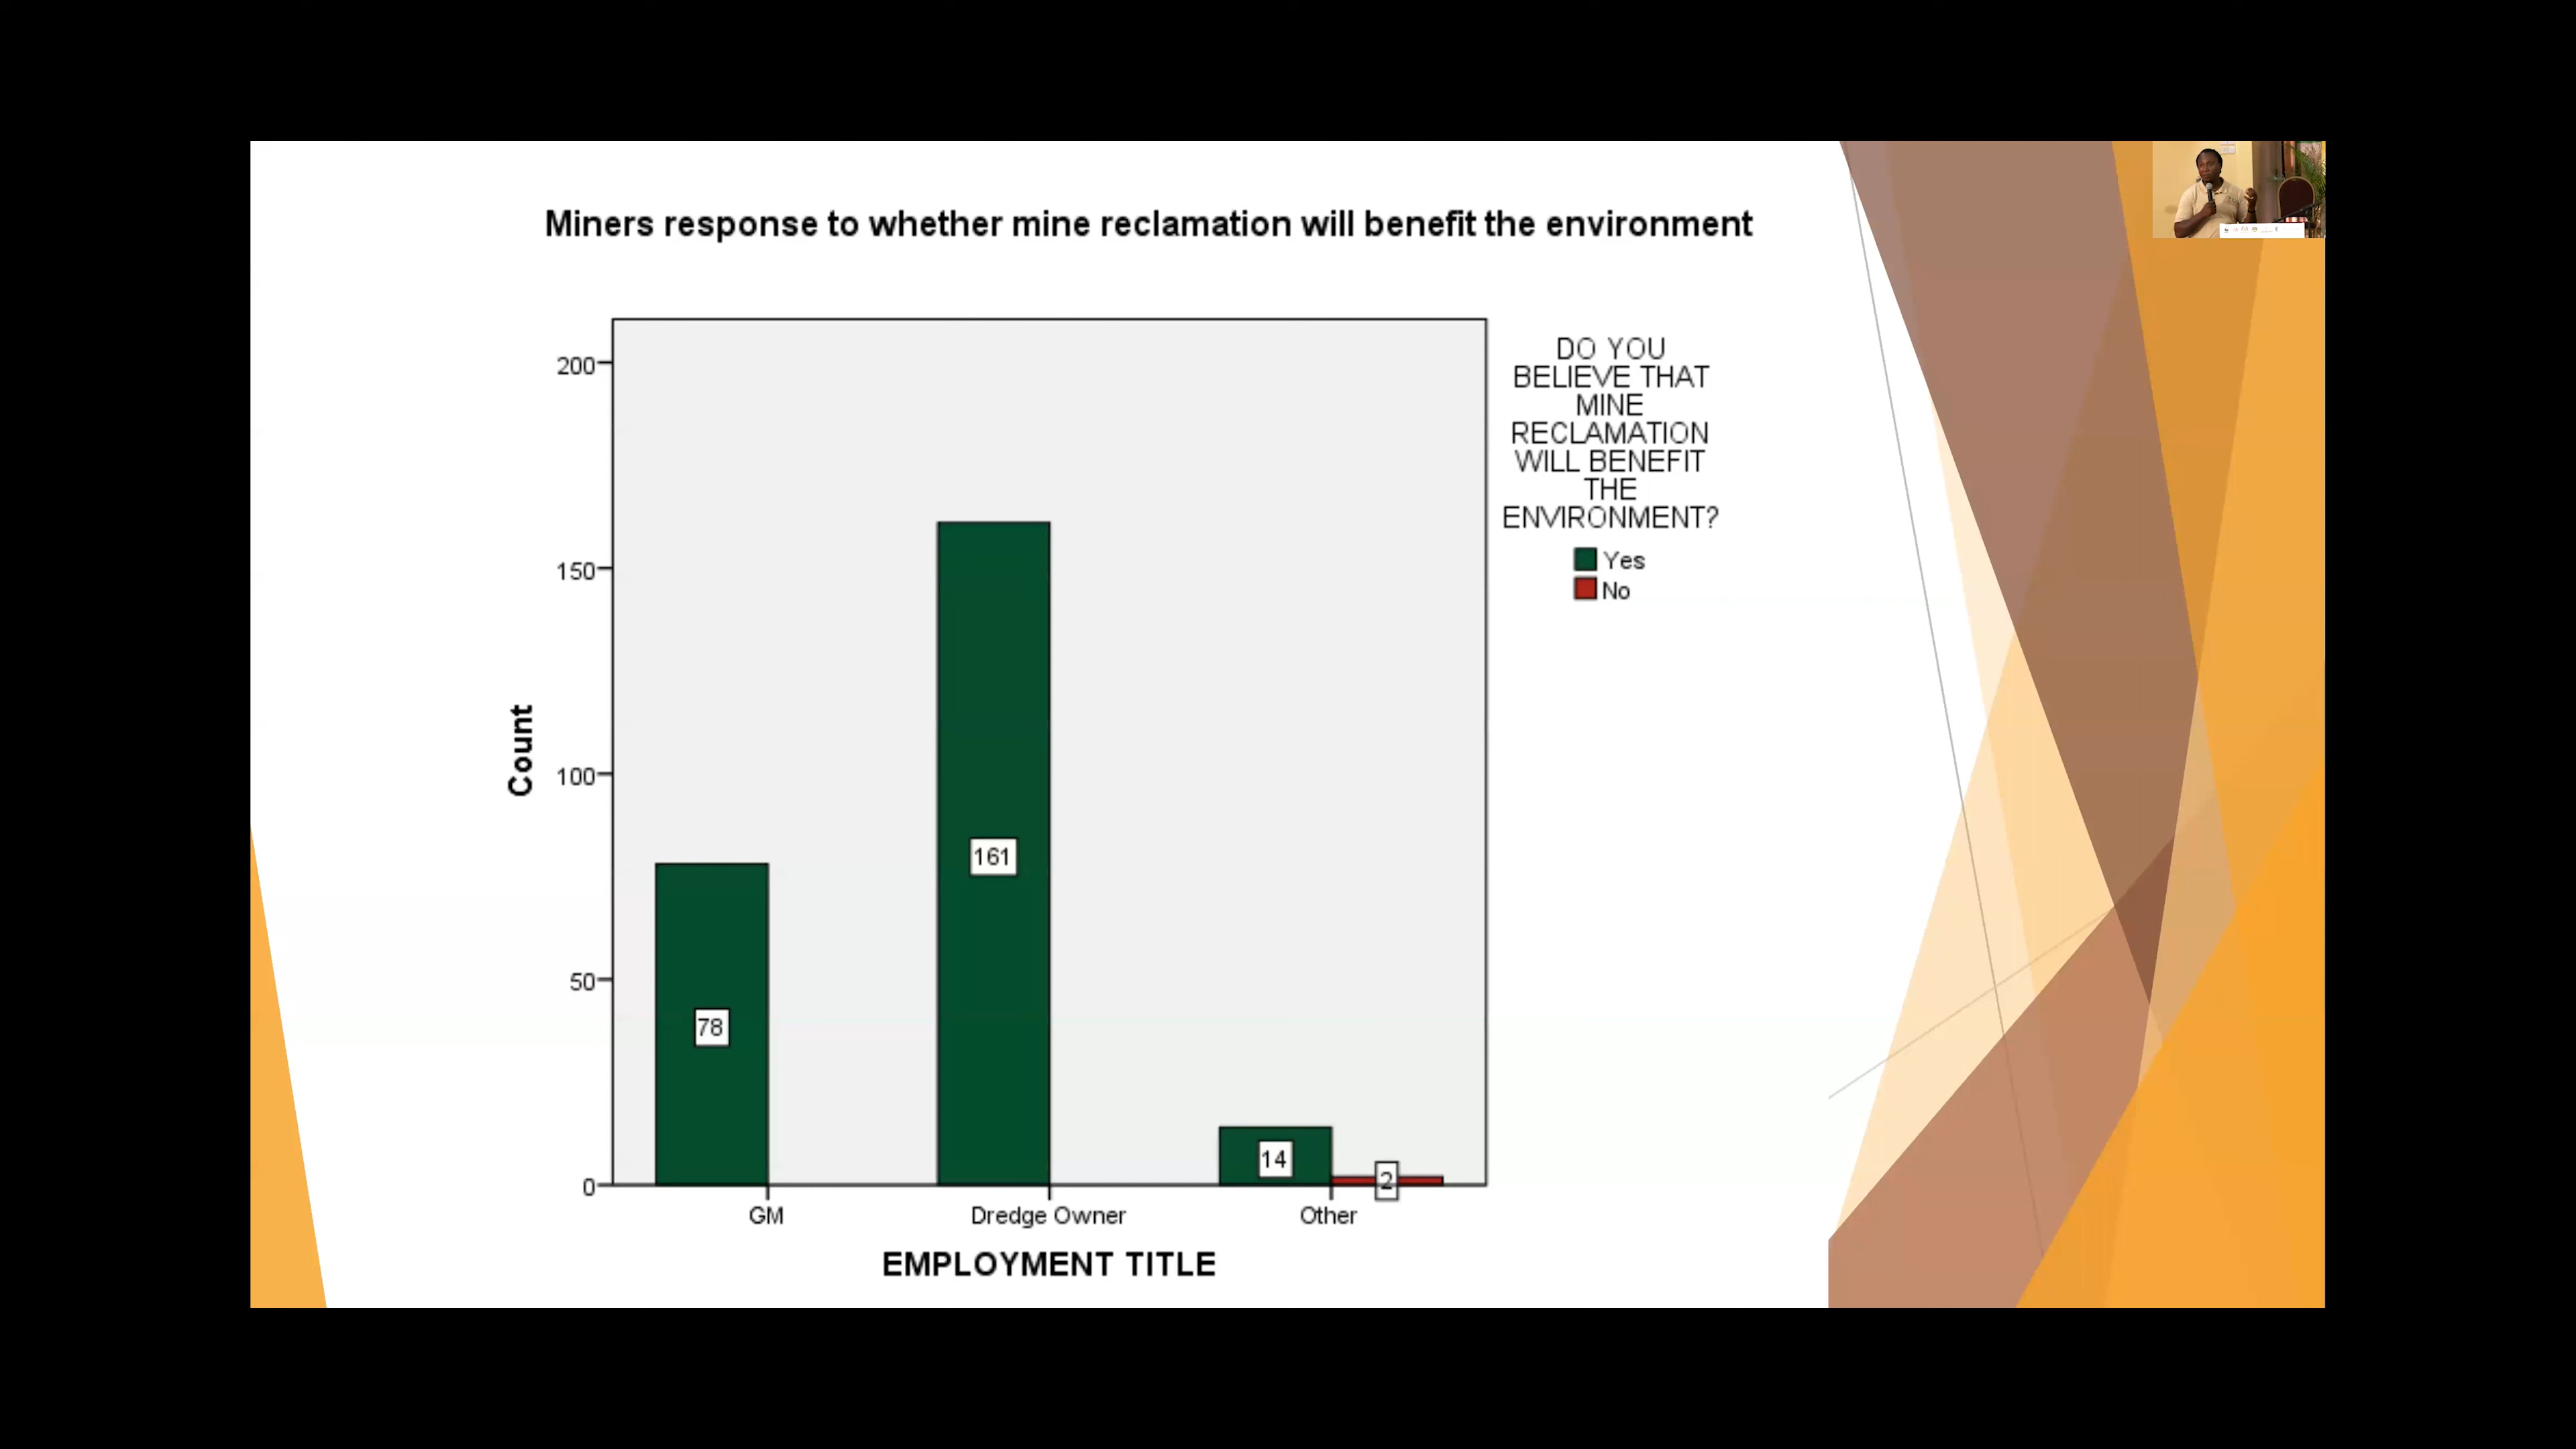 Miners response to whether mine reclamation will benefit the environment
DO YOU
BELIEVE THAT
MINE
RECLAMATION
WILL BENEFIT
THE
ENVIRONMENT?
Yes
No
Count
200
150
100
50
0
78
161
14
2
GM
Dredge Owner
Other
EMPLOYMENT TITLE